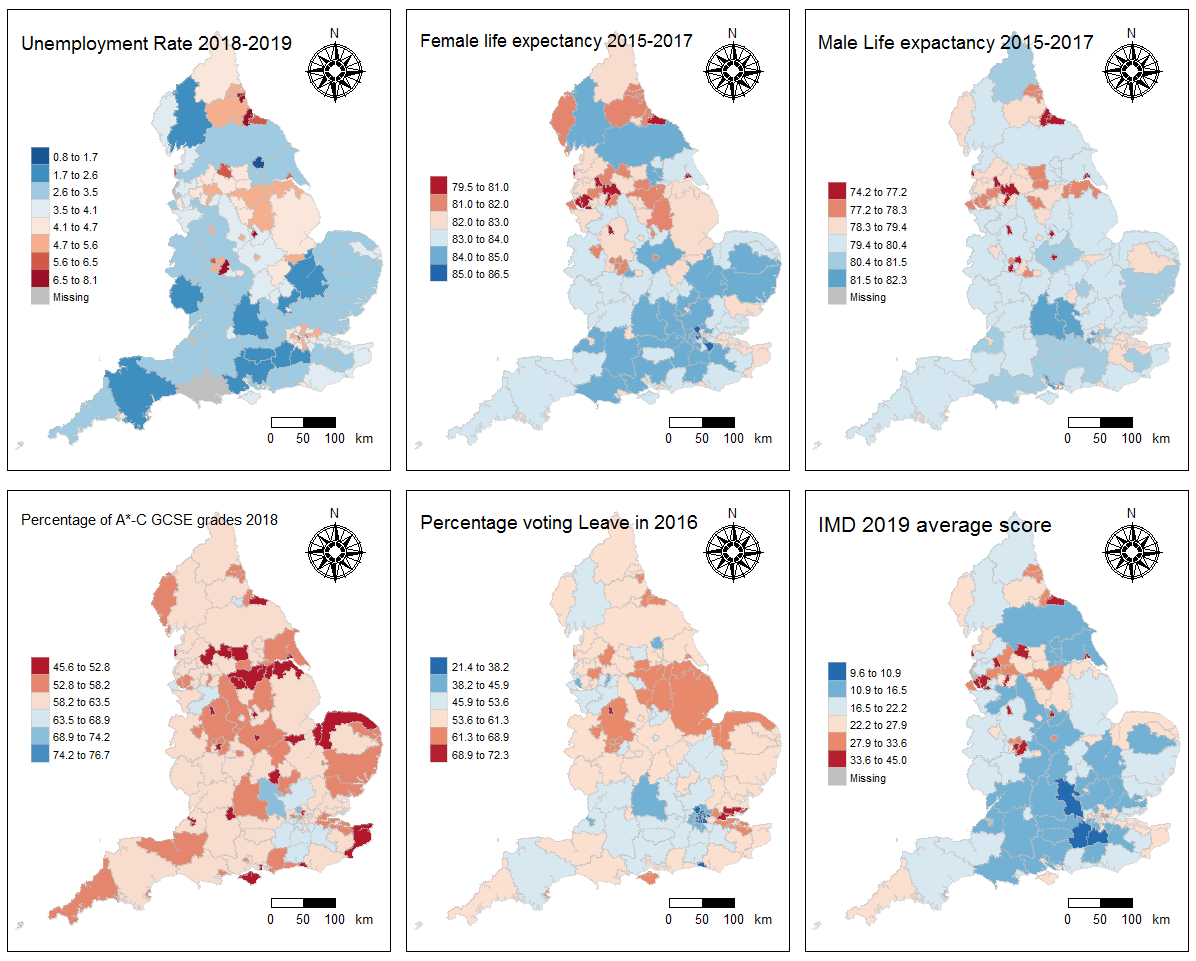 Unemployment Rate 2018-2019
N
0.8 to 1.7
1.7 to 2.6
2.6 to 3.5
3.5 to 4.1
4.1 to 4.7
4.7 to 5.6
5.6 to 6.5
6.5 to 8.1
Missing
0 50 100 km
Female life expectancy 2015-2017
N
79.5 to 81.0
81.0 to 82.0
82.0 to 83.0
83.0 to 84.0
84.0 to 85.0
85.0 to 86.5
0 50 100 km
Male Life expactancy 2015-2017
N
74.2 to 77.2
77.2 to 78.3
78.3 to 79.4
79.4 to 80.4
80.4 to 81.5
81.5 to 82.3
Missing
0 50 100 km
Percentage of A*-C GCSE grades 2018
N
45.6 to 52.8
52.8 to 58.2
58.2 to 63.5
63.5 to 68.9
68.9 to 74.2
74.2 to 76.7
0 50 100 km
Percentage voting Leave in 2016
N
21.4 to 38.2
38.2 to 45.9
45.9 to 53.6
53.6 to 61.3
61.3 to 68.9
68.9 to 72.3
0 50 100 km
IMD 2019 average score
N
9.6 to 10.9
10.9 to 16.5
16.5 to 22.2
22.2 to 27.9
27.9 to 33.6
33.6 to 45.0
Missing
0 50 100 km